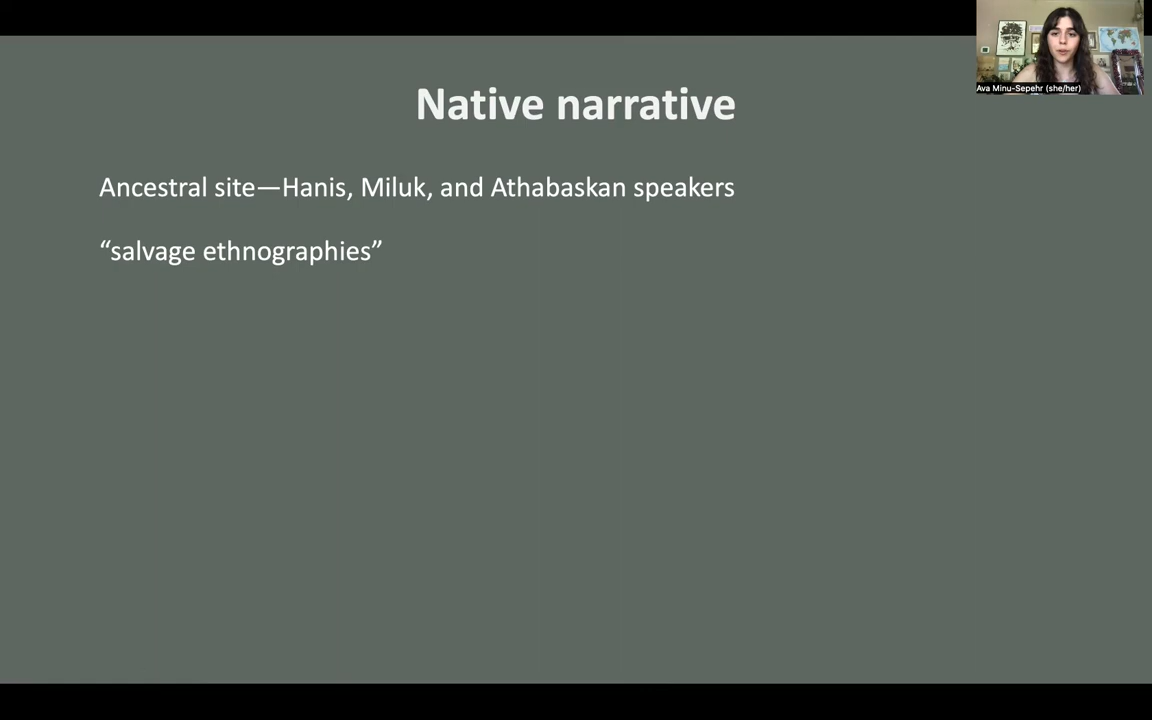 Native narrative
Ava Minu-Sepehr (she/her)
Ancestral site—Hanis, Miluk, and Athabaskan speakers
“salvage ethnographies”